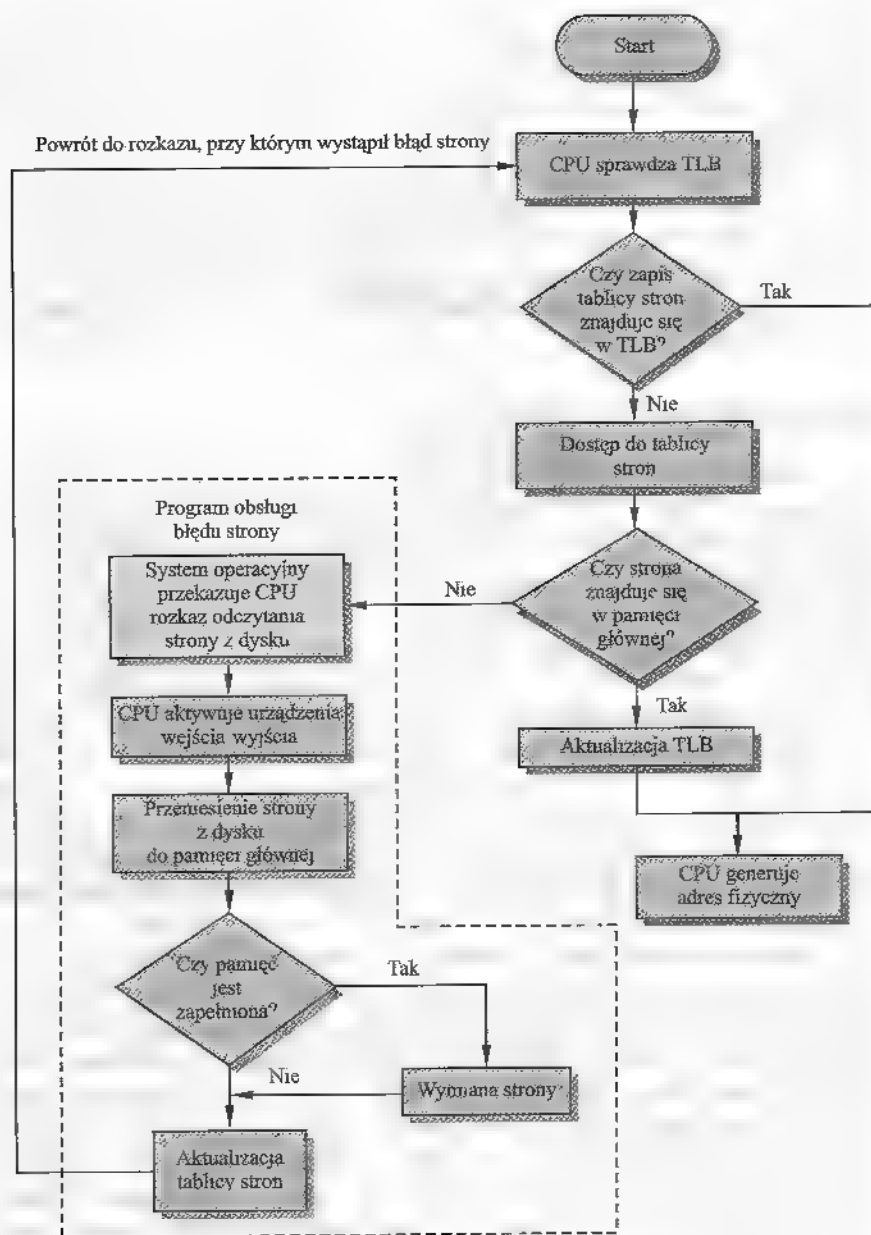 Start
Powrót do rozkazu, przy którym wystąpił błąd strony
CPU sprawdza TLB
Czy zapis
tablicy stron
znajduje się
w TLB?
Tak
Nie
Dostęp do tablicy
stron
Program obsługi
błędu strony
System operacyjny
przekazuje CPU
rozkaz odczytania
strony z dysku
Nie
Czy strona
znajduje się
w pamięci
głównej?
Tak
CPU aktywuje urządzenia
wejścia wyjścia
Aktualizacja TLB
Przeniesienie strony
z dysku
do pamięci głównej
CPU generuje
adres fizyczny
Czy pamięć
jest
zapełniona?
Tak
Nie
Wymiana strony
Aktualizacja
tablicy stron